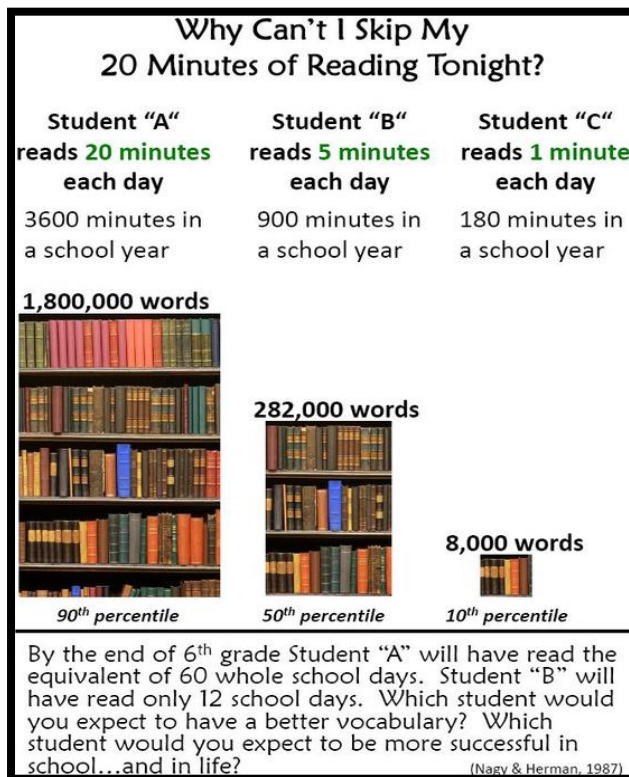 Why Can't I Skip My
20 Minutes of Reading Tonight?
Student “A“
reads 20 minutes
each day
3600 minutes in
a school year
1,800,000 words
90th percentile
Student “B“
reads 5 minutes
each day
900 minutes in
a school year
282,000 words
50th percentile
Student “C“
reads 1 minute
each day
180 minutes in
a school year
8,000 words
10th percentile
By the end of 6th grade Student “A” will have read the
equivalent of 60 whole school days. Student “B” will
have read only 12 school days. Which student would
you expect to have a better vocabulary? Which
student would you expect to be more successful in
school...and in life?
(Nagy & Herman, 1987)